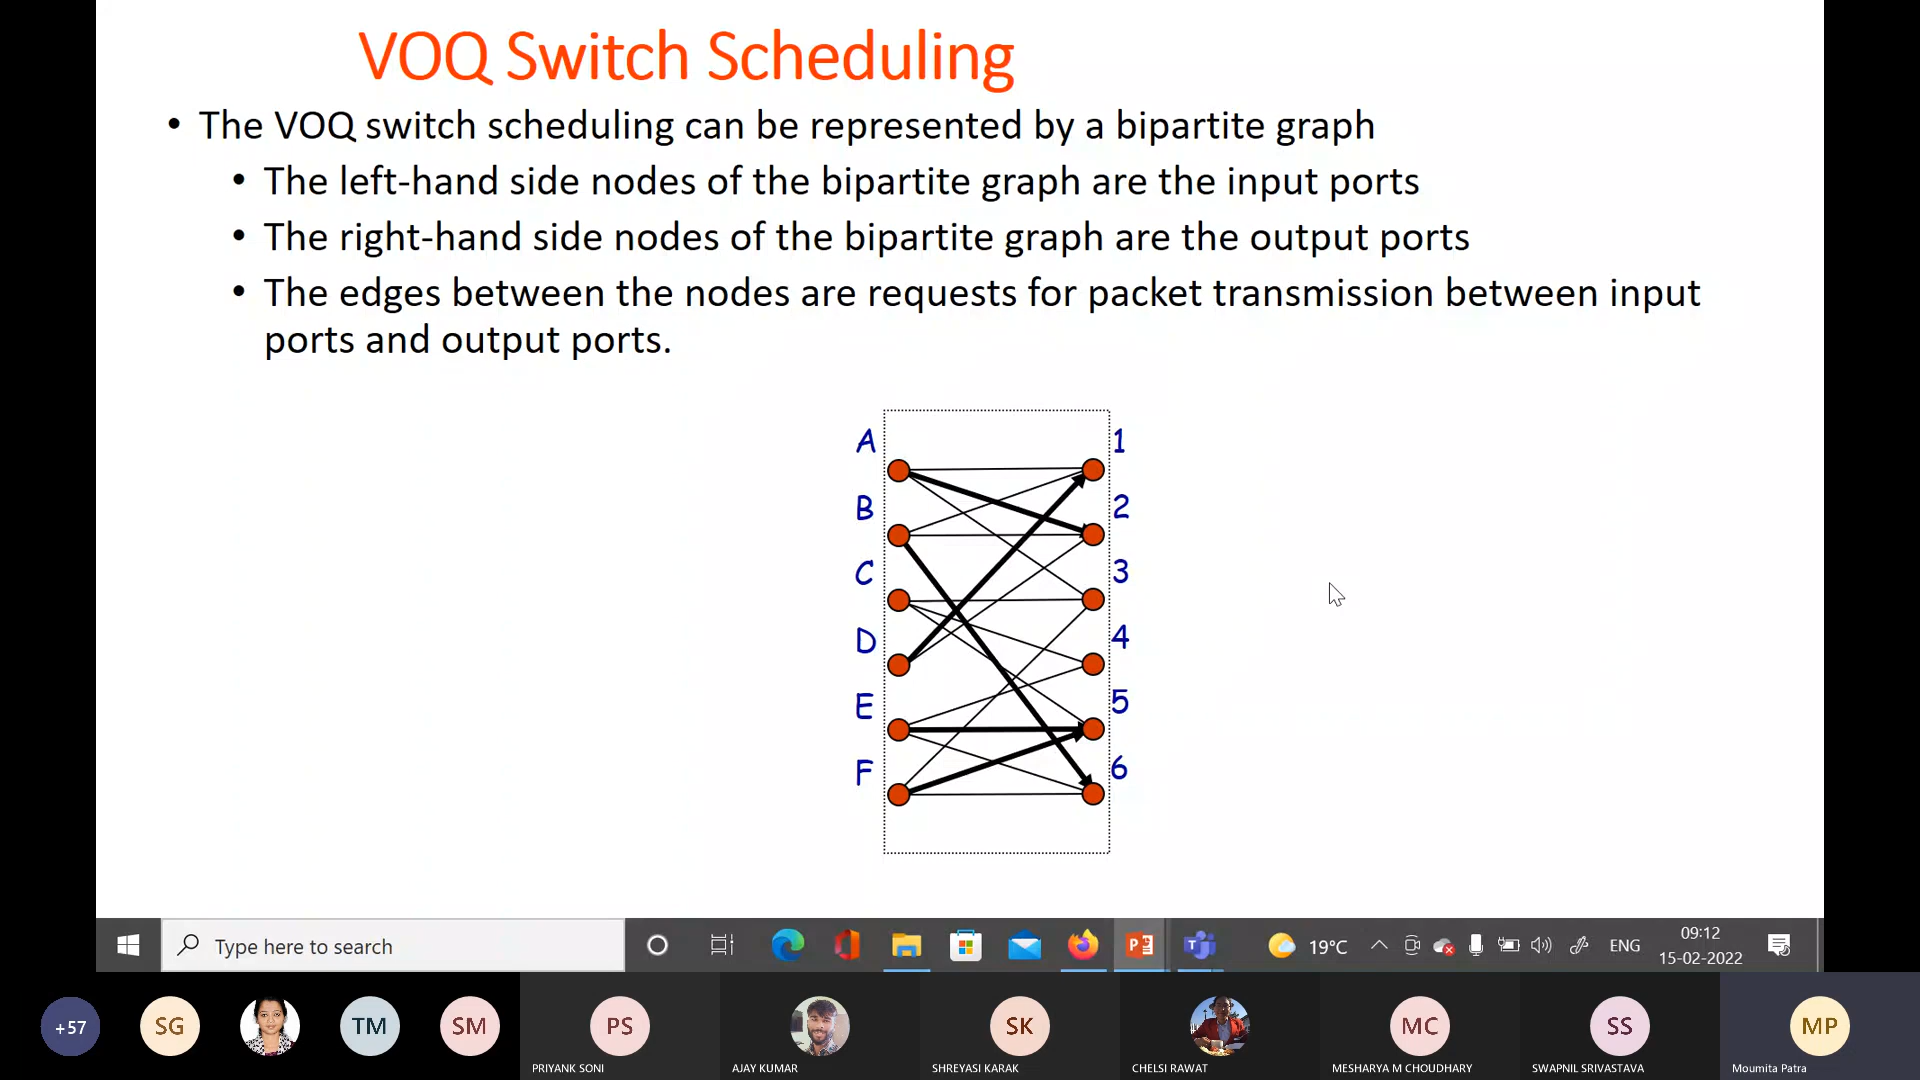 VOQ Switch Scheduling
• The VOQ switch scheduling can be represented by a bipartite graph
• The left-hand side nodes of the bipartite graph are the input ports
• The right-hand side nodes of the bipartite graph are the output ports
• The edges between the nodes are requests for packet transmission between input
ports and output ports.
A 1
B 2
C 3
D 4
E 5
F 6
Type here to search
19°C
ENG
09:12
15-02-2022
+57
SG
TM
SM
PS
SK
MC
SS
MP
PRIYANK SONI
AJAY KUMAR
SHREYASI KARAK
CHELSI RAWAT
MESHARYA M CHOUDHARY
SWAPNIL SRIVASTAVA
Moumita Patra